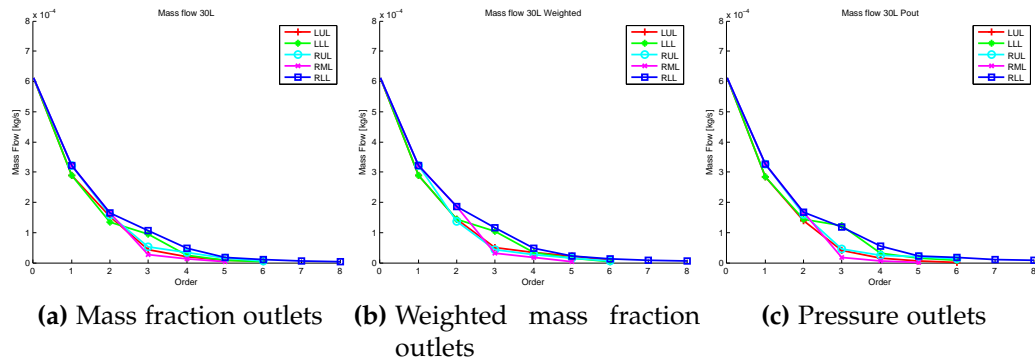 Mass flow 30L
x 10⁻⁴
8
7
6
5
4
3
2
1
0
Mass Flow [kg/s]
0 1 2 3 4 5 6 7 8
Order
LUL
LLL
RUL
RML
RLL
(a) Mass fraction outlets
Mass flow 30L Weighted
x 10⁻⁴
8
7
6
5
4
3
2
1
0
Mass Flow [kg/s]
0 1 2 3 4 5 6 7 8
Order
LUL
LLL
RUL
RML
RLL
(b) Weighted mass fraction
outlets
Mass flow 30L Pout
x 10⁻⁴
8
7
6
5
4
3
2
1
0
Mass Flow [kg/s]
0 1 2 3 4 5 6 7 8
Order
LUL
LLL
RUL
RML
RLL
(c) Pressure outlets